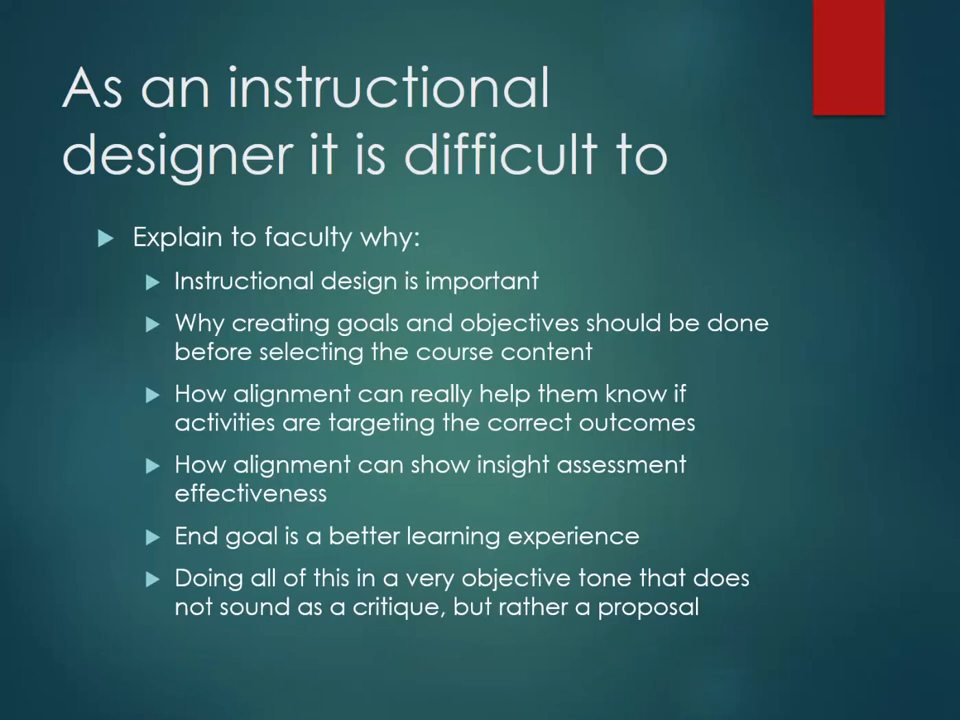 As an instructional
designer it is difficult to
Explain to faculty why:
Instructional design is important
Why creating goals and objectives should be done
before selecting the course content
How alignment can really help them know if
activities are targeting the correct outcomes
How alignment can show insight assessment
effectiveness
End goal is a better learning experience
Doing all of this in a very objective tone that does
not sound as a critique, but rather a proposal